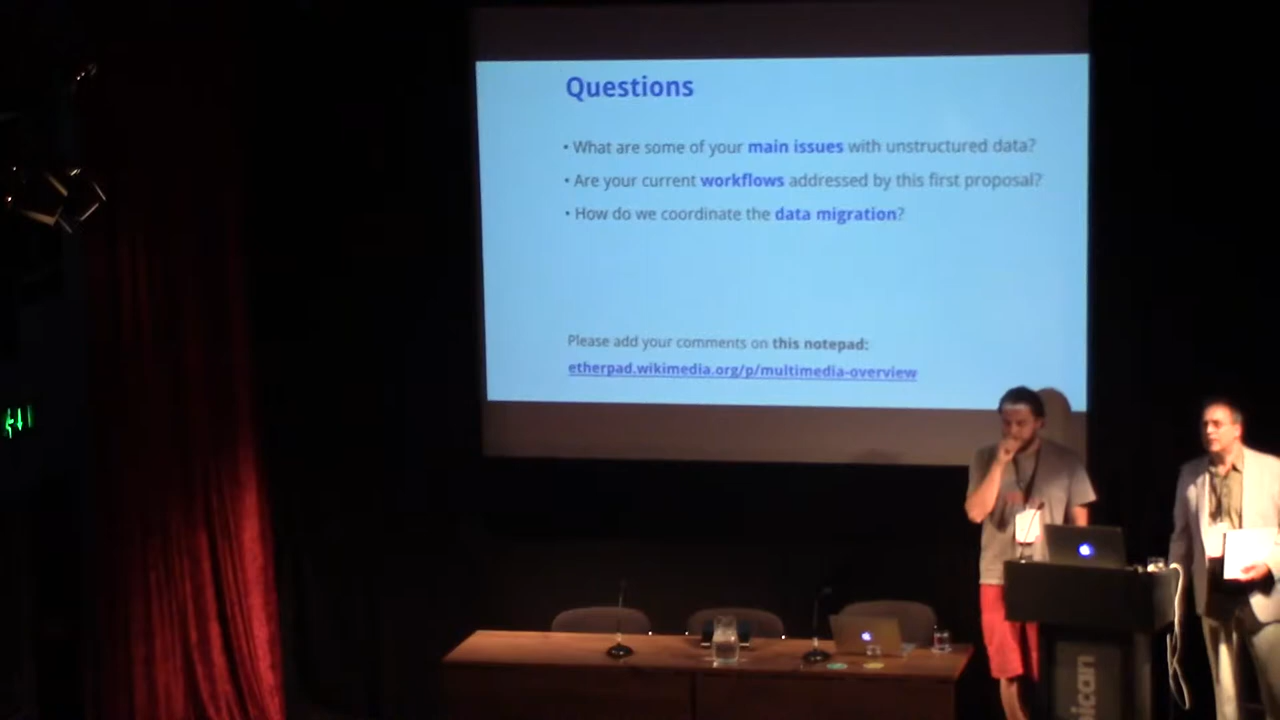 Questions
• What are some of your main issues with unstructured data?
• Are your current workflows addressed by this first proposal?
• How do we coordinate the data migration?
Please add your comments on this notepad:
etherpad.wikimedia.org/p/multimedia-overview
bican